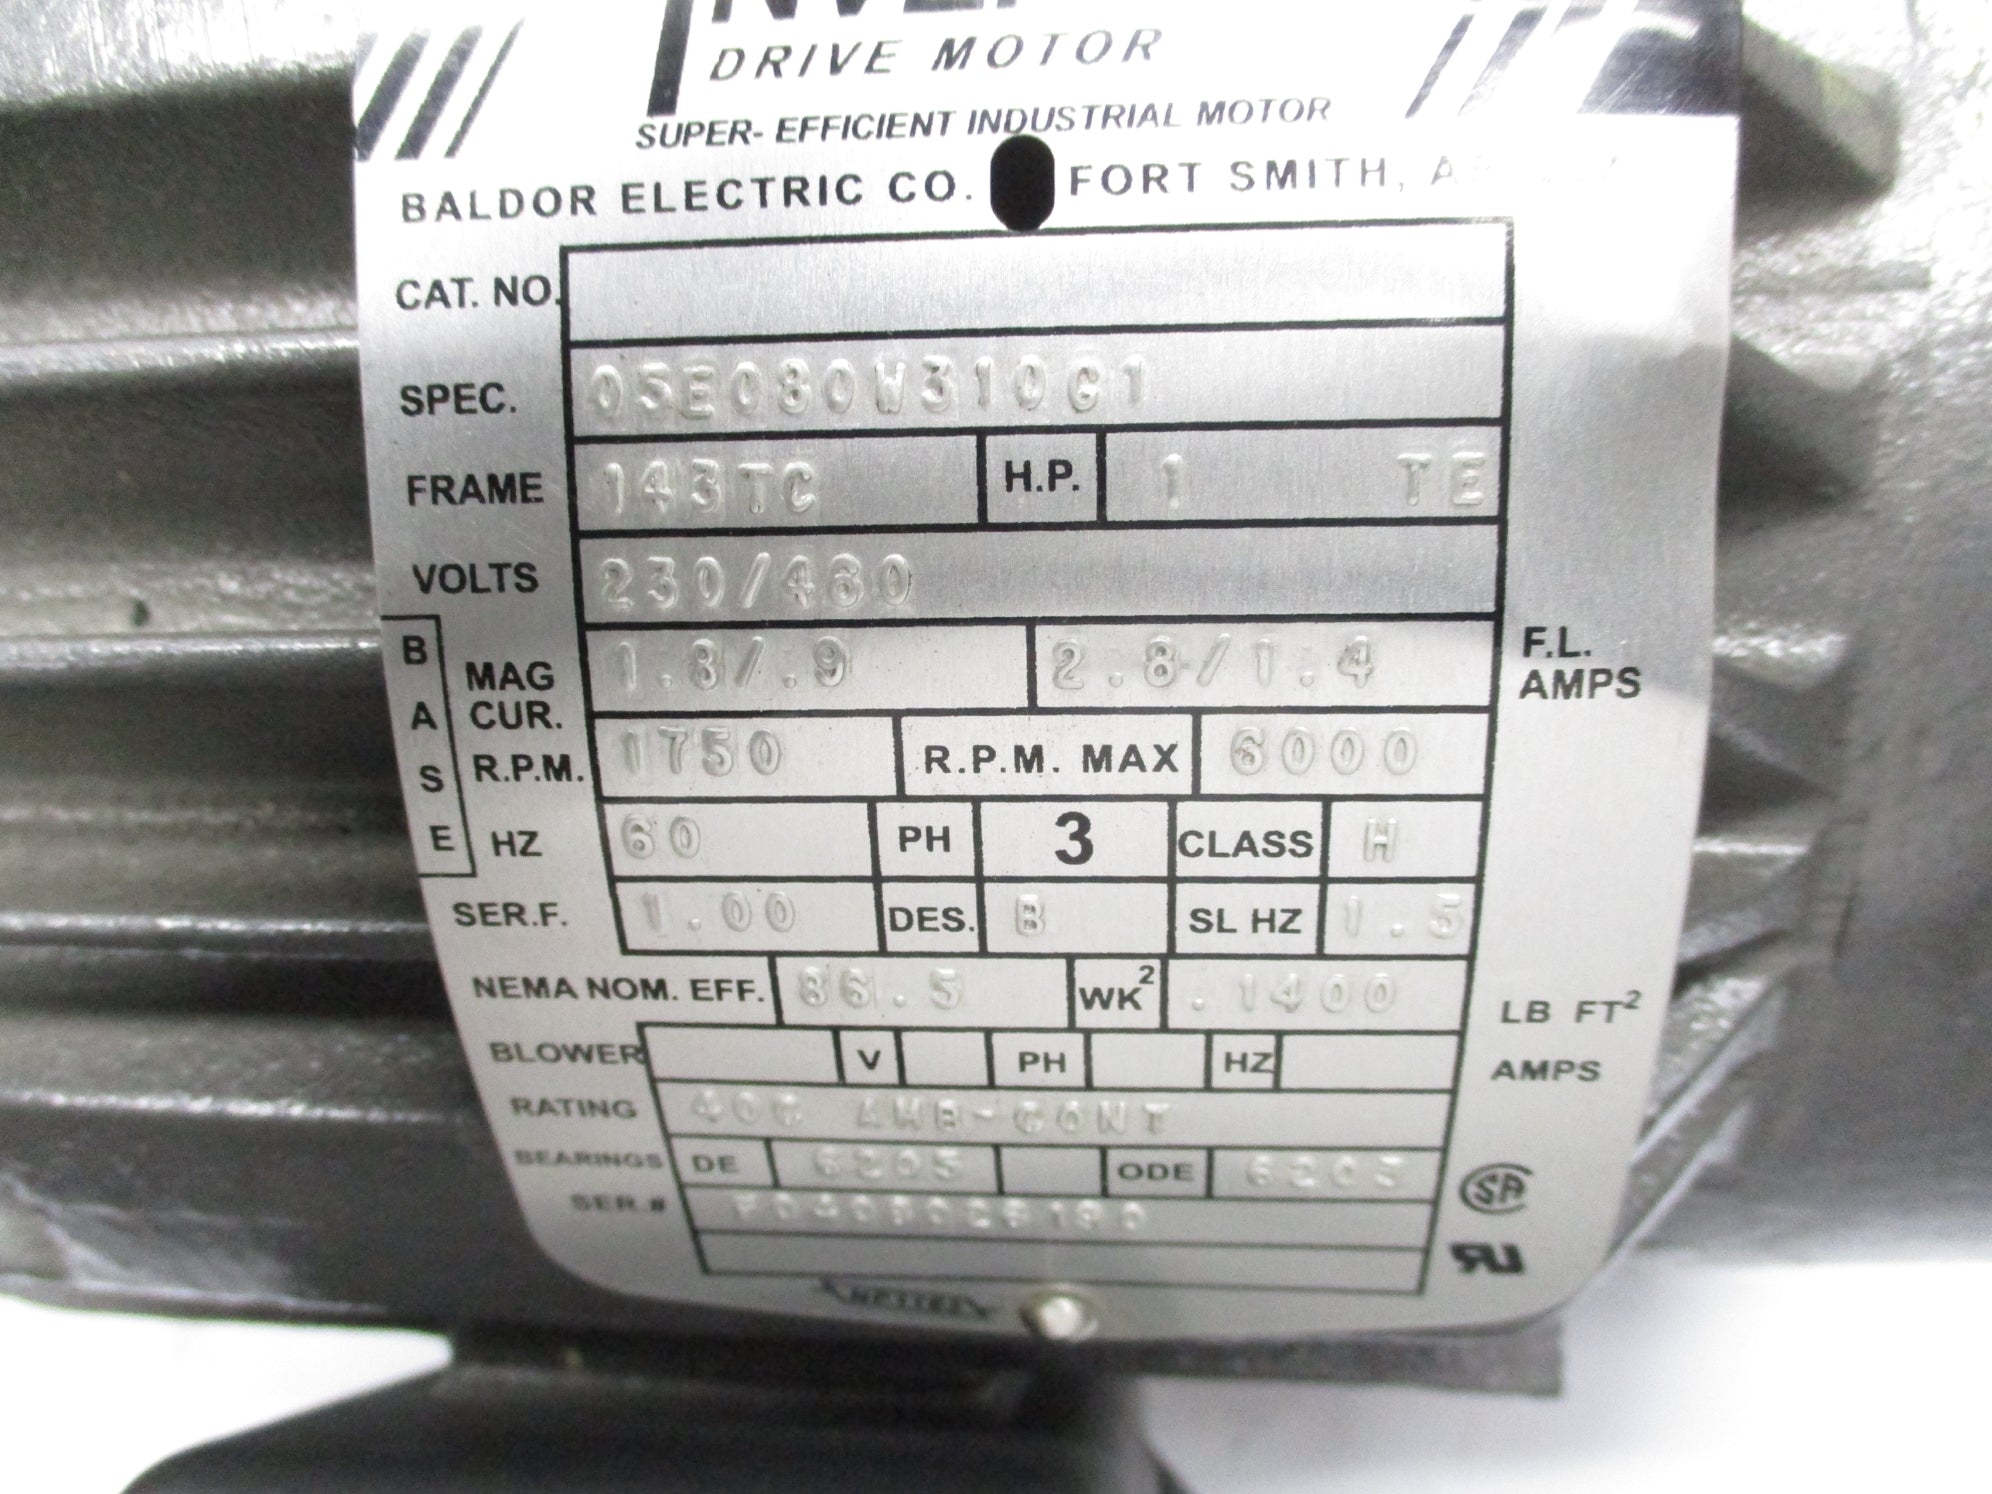 DRIVE MOTOR
SUPER- EFFICIENT INDUSTRIAL MOTOR
BALDOR ELECTRIC CO. FORT SMITH,
CAT. NO.
SPEC. 05E080W310G1
FRAME 143TC H.P. 1 TE
VOLTS 230/460
BASE
MAG CUR. 1.8/.9 2.8/1.4 F.L. AMPS
R.P.M. 1750 R.P.M. MAX 6000
HZ 60 PH 3 CLASS H
SER.F. 1.00 DES. B SL HZ 1.5
NEMA NOM. EFF. 86.5 WK² .1400 LB FT²
BLOWER V PH HZ AMPS
RATING 40C AMB-CONT
BEARINGS DE 6205 ODE 6205
SER.#